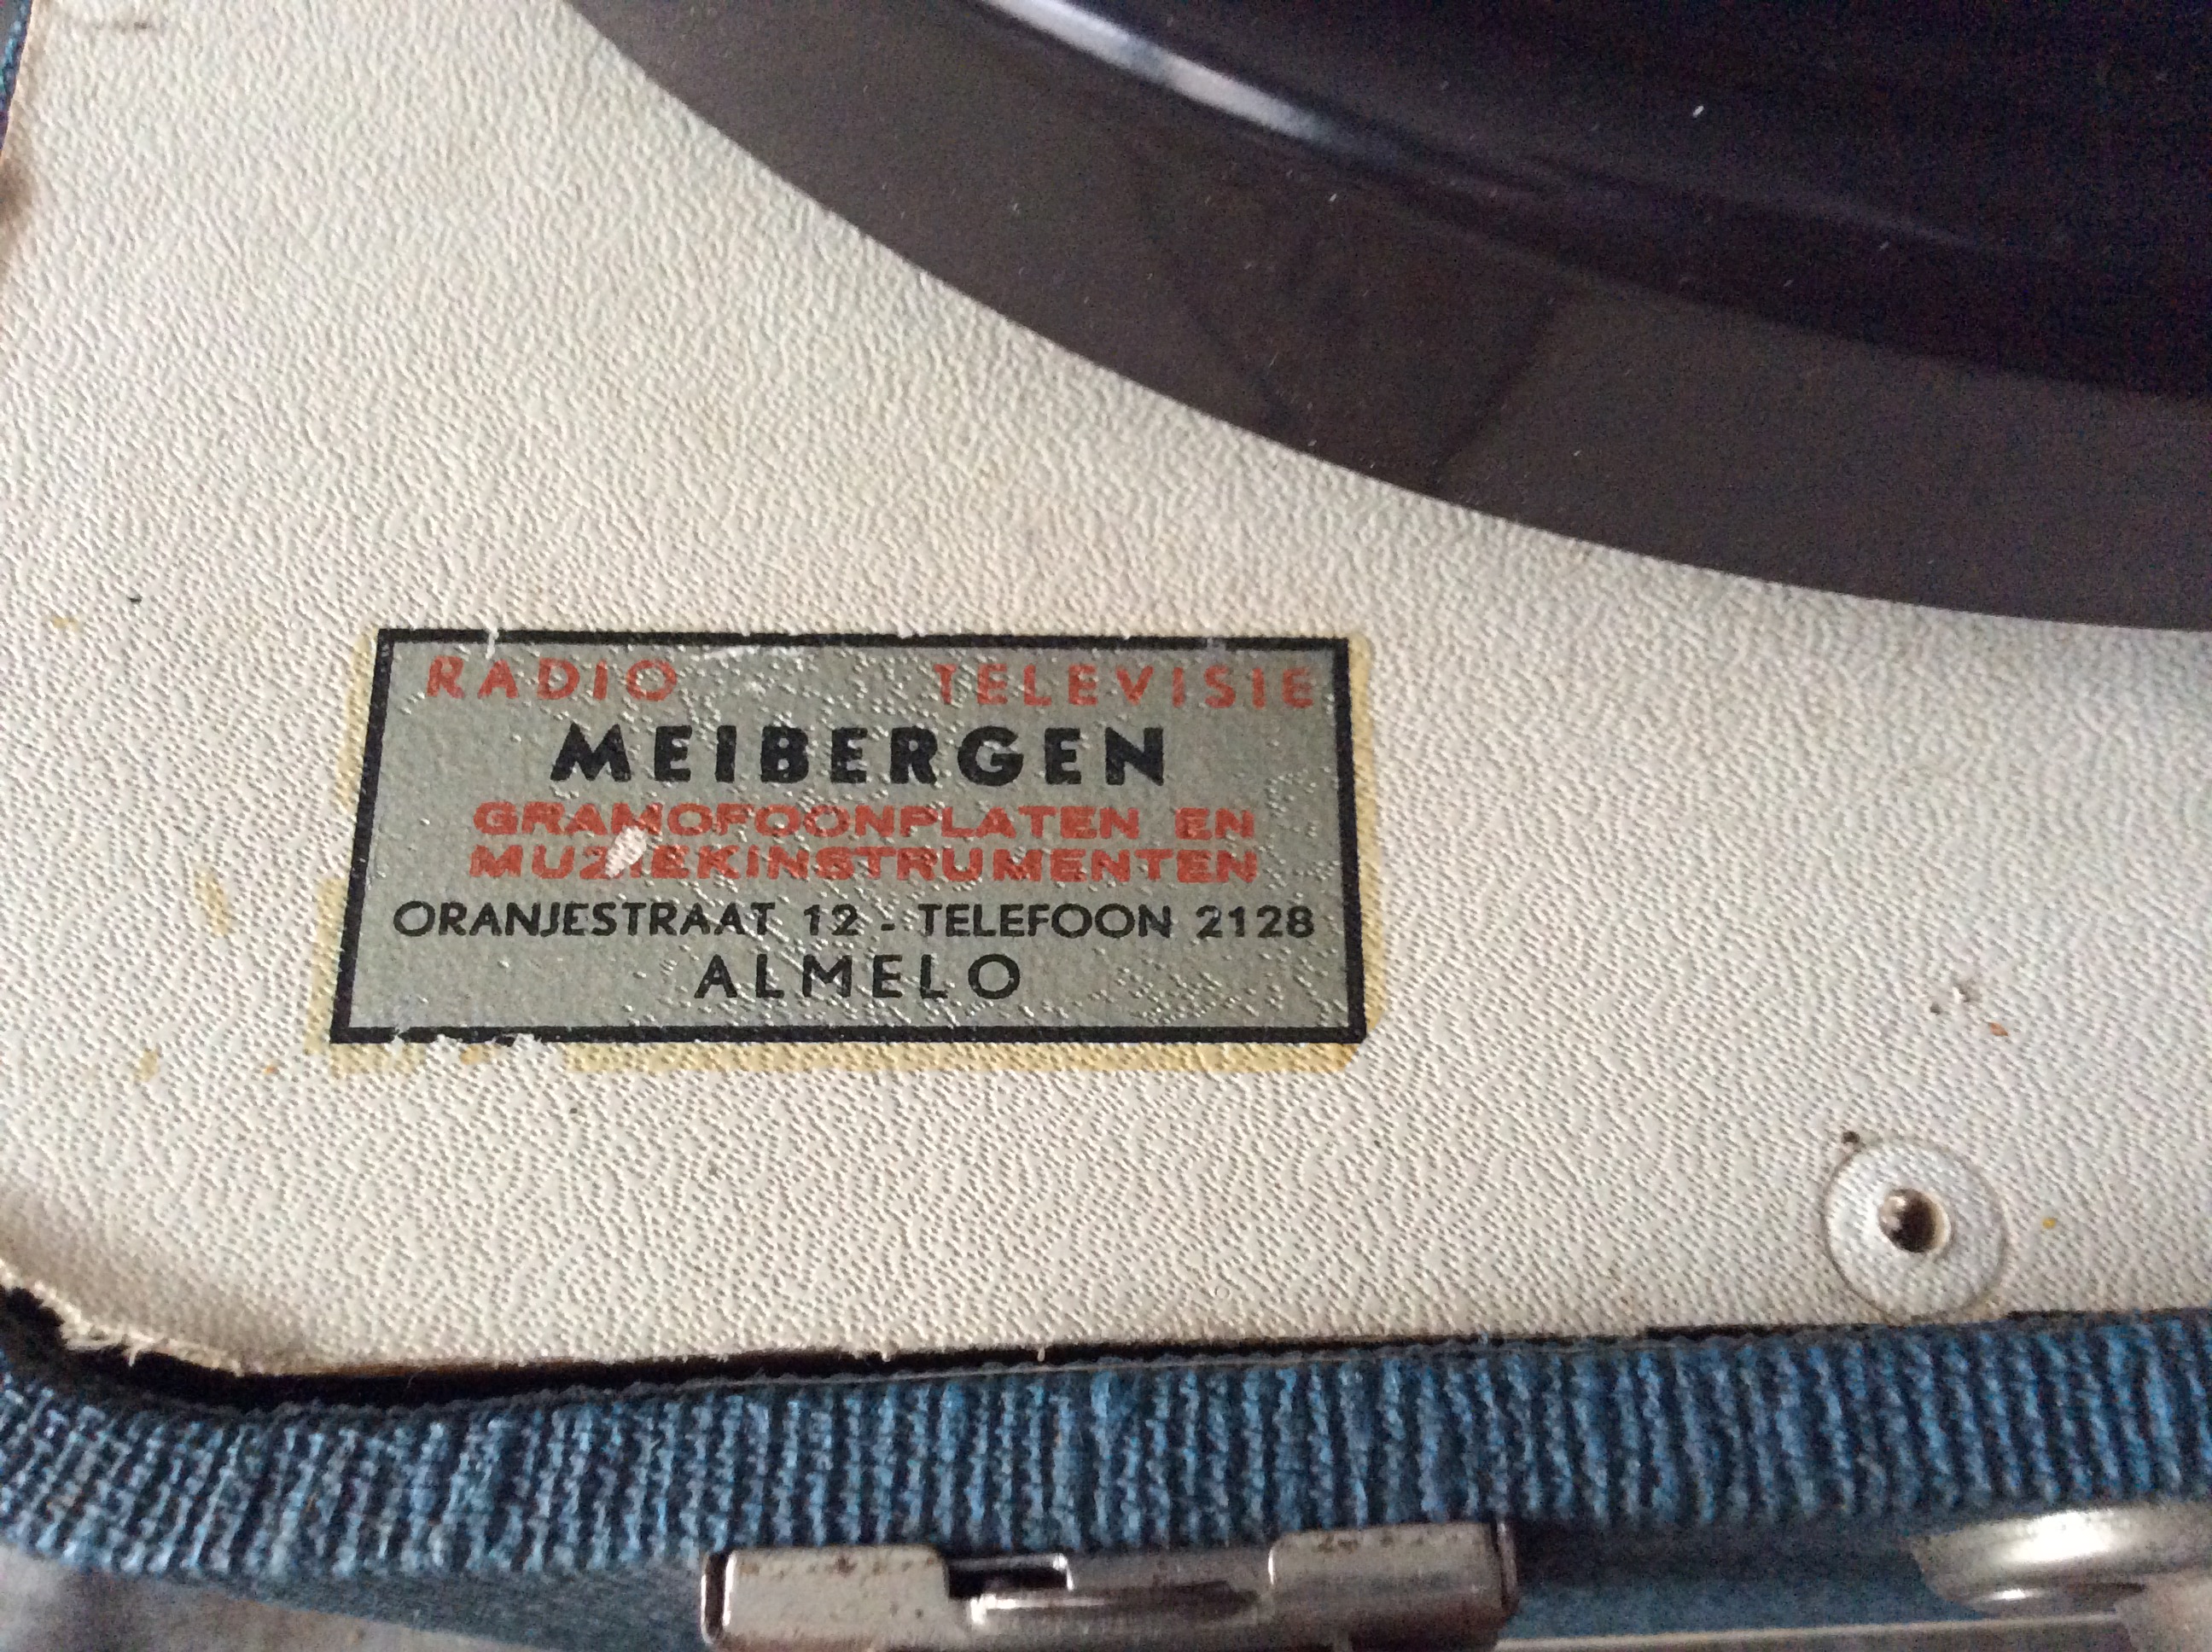 RADIO TELEVISIE
MEIBERGEN
GRAMOFOONPLATEN EN
MUZIEKINSTRUMENTEN
ORANJESTRAAT 12 - TELEFOON 2128
ALMELO